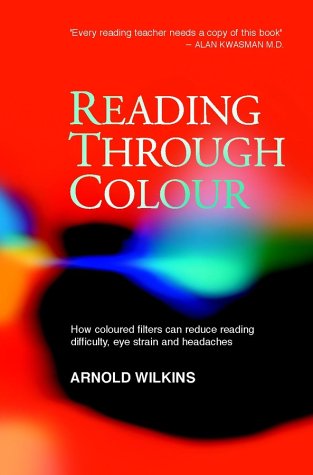 "Every reading teacher needs a copy of this book"
— ALAN KWASMAN M.D.
READING
THROUGH
COLOUR
How coloured filters can reduce reading
difficulty, eye strain and headaches
ARNOLD WILKINS